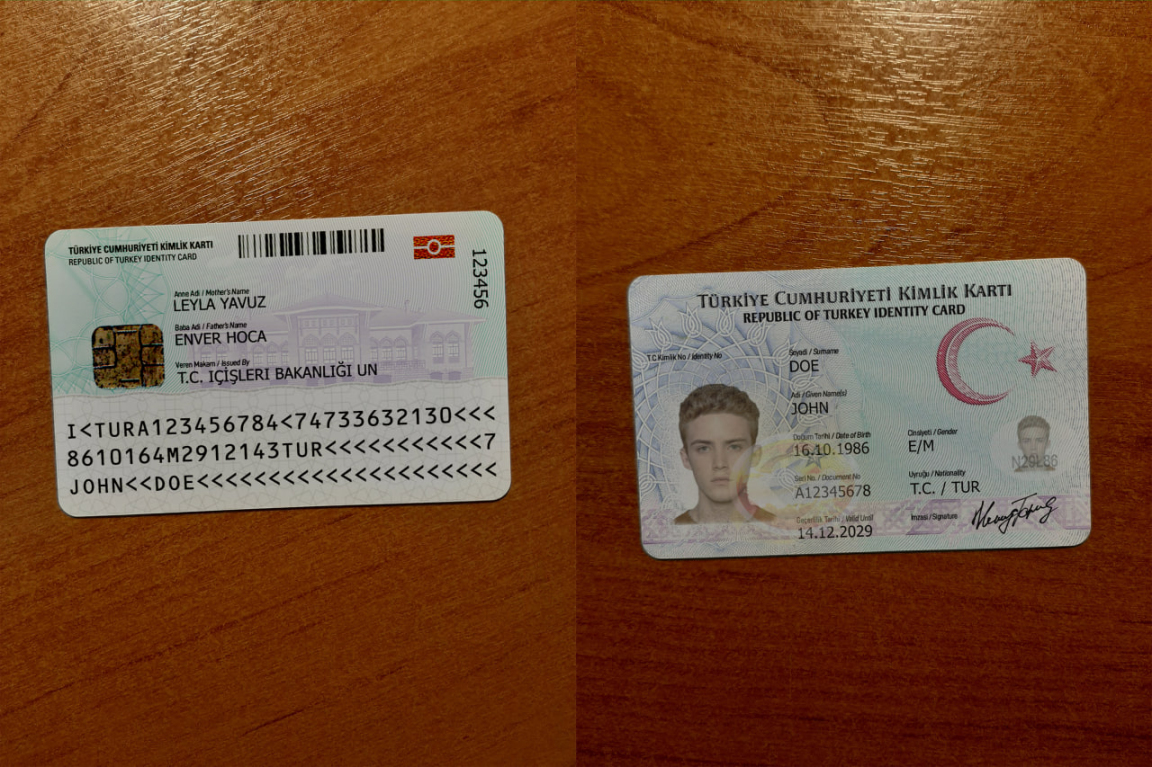 TÜRKİYE CUMHURİYETİ KİMLİK KARTI
REPUBLIC OF TURKEY IDENTITY CARD
123456
Anne Adı / Mother's Name
LEYLA YAVUZ
Baba Adı / Father's Name
ENVER HOCA
Veren Makam / Issued By
T.C. IÇİŞLERI BAKANLIĞI UN
I<TURA123456784<74733632130<<<
8610164M2912143TUR<<<<<<<<<<<7
JOHN<<DOE<<<<<<<<<<<<<<<<<<<<<
TÜRKİYE CUMHURİYETİ KİMLİK KARTI
REPUBLIC OF TURKEY IDENTITY CARD
T.C Kimlik No / Identity No
Soyadı / Surname
DOE
Adı / Given Name(s)
JOHN
Doğum Tarihi / Date of Birth
16.10.1986
Cinsiyeti / Gender
E/M
Seri No. / Document No
A12345678
Uyruğu / Nationality
T.C. / TUR
Geçerlilik Tarihi / Valid Until
14.12.2029
İmzası / Signature